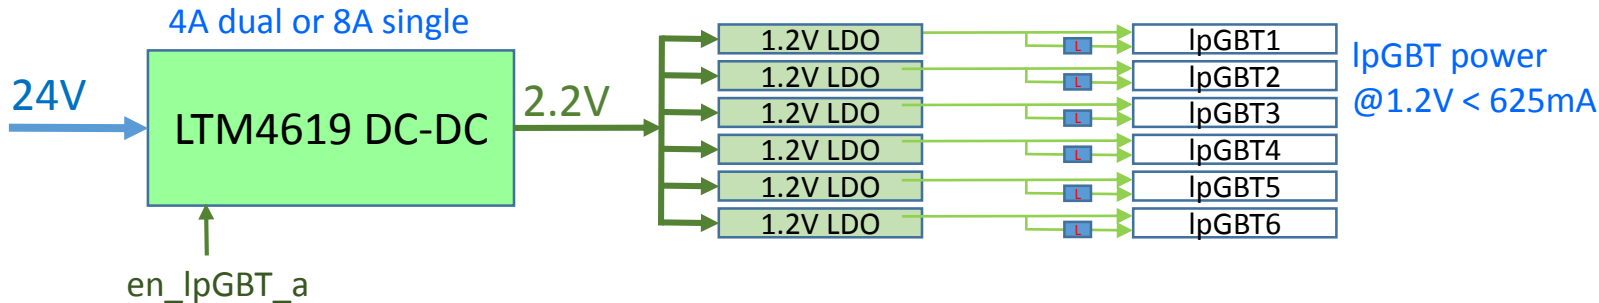 4A dual or 8A single
24V
LTM4619 DC-DC
2.2V
en_lpGBT_a
1.2V LDO
L
lpGBT1
1.2V LDO
L
lpGBT2
1.2V LDO
L
lpGBT3
1.2V LDO
L
lpGBT4
1.2V LDO
L
lpGBT5
1.2V LDO
L
lpGBT6
lpGBT power
@1.2V < 625mA